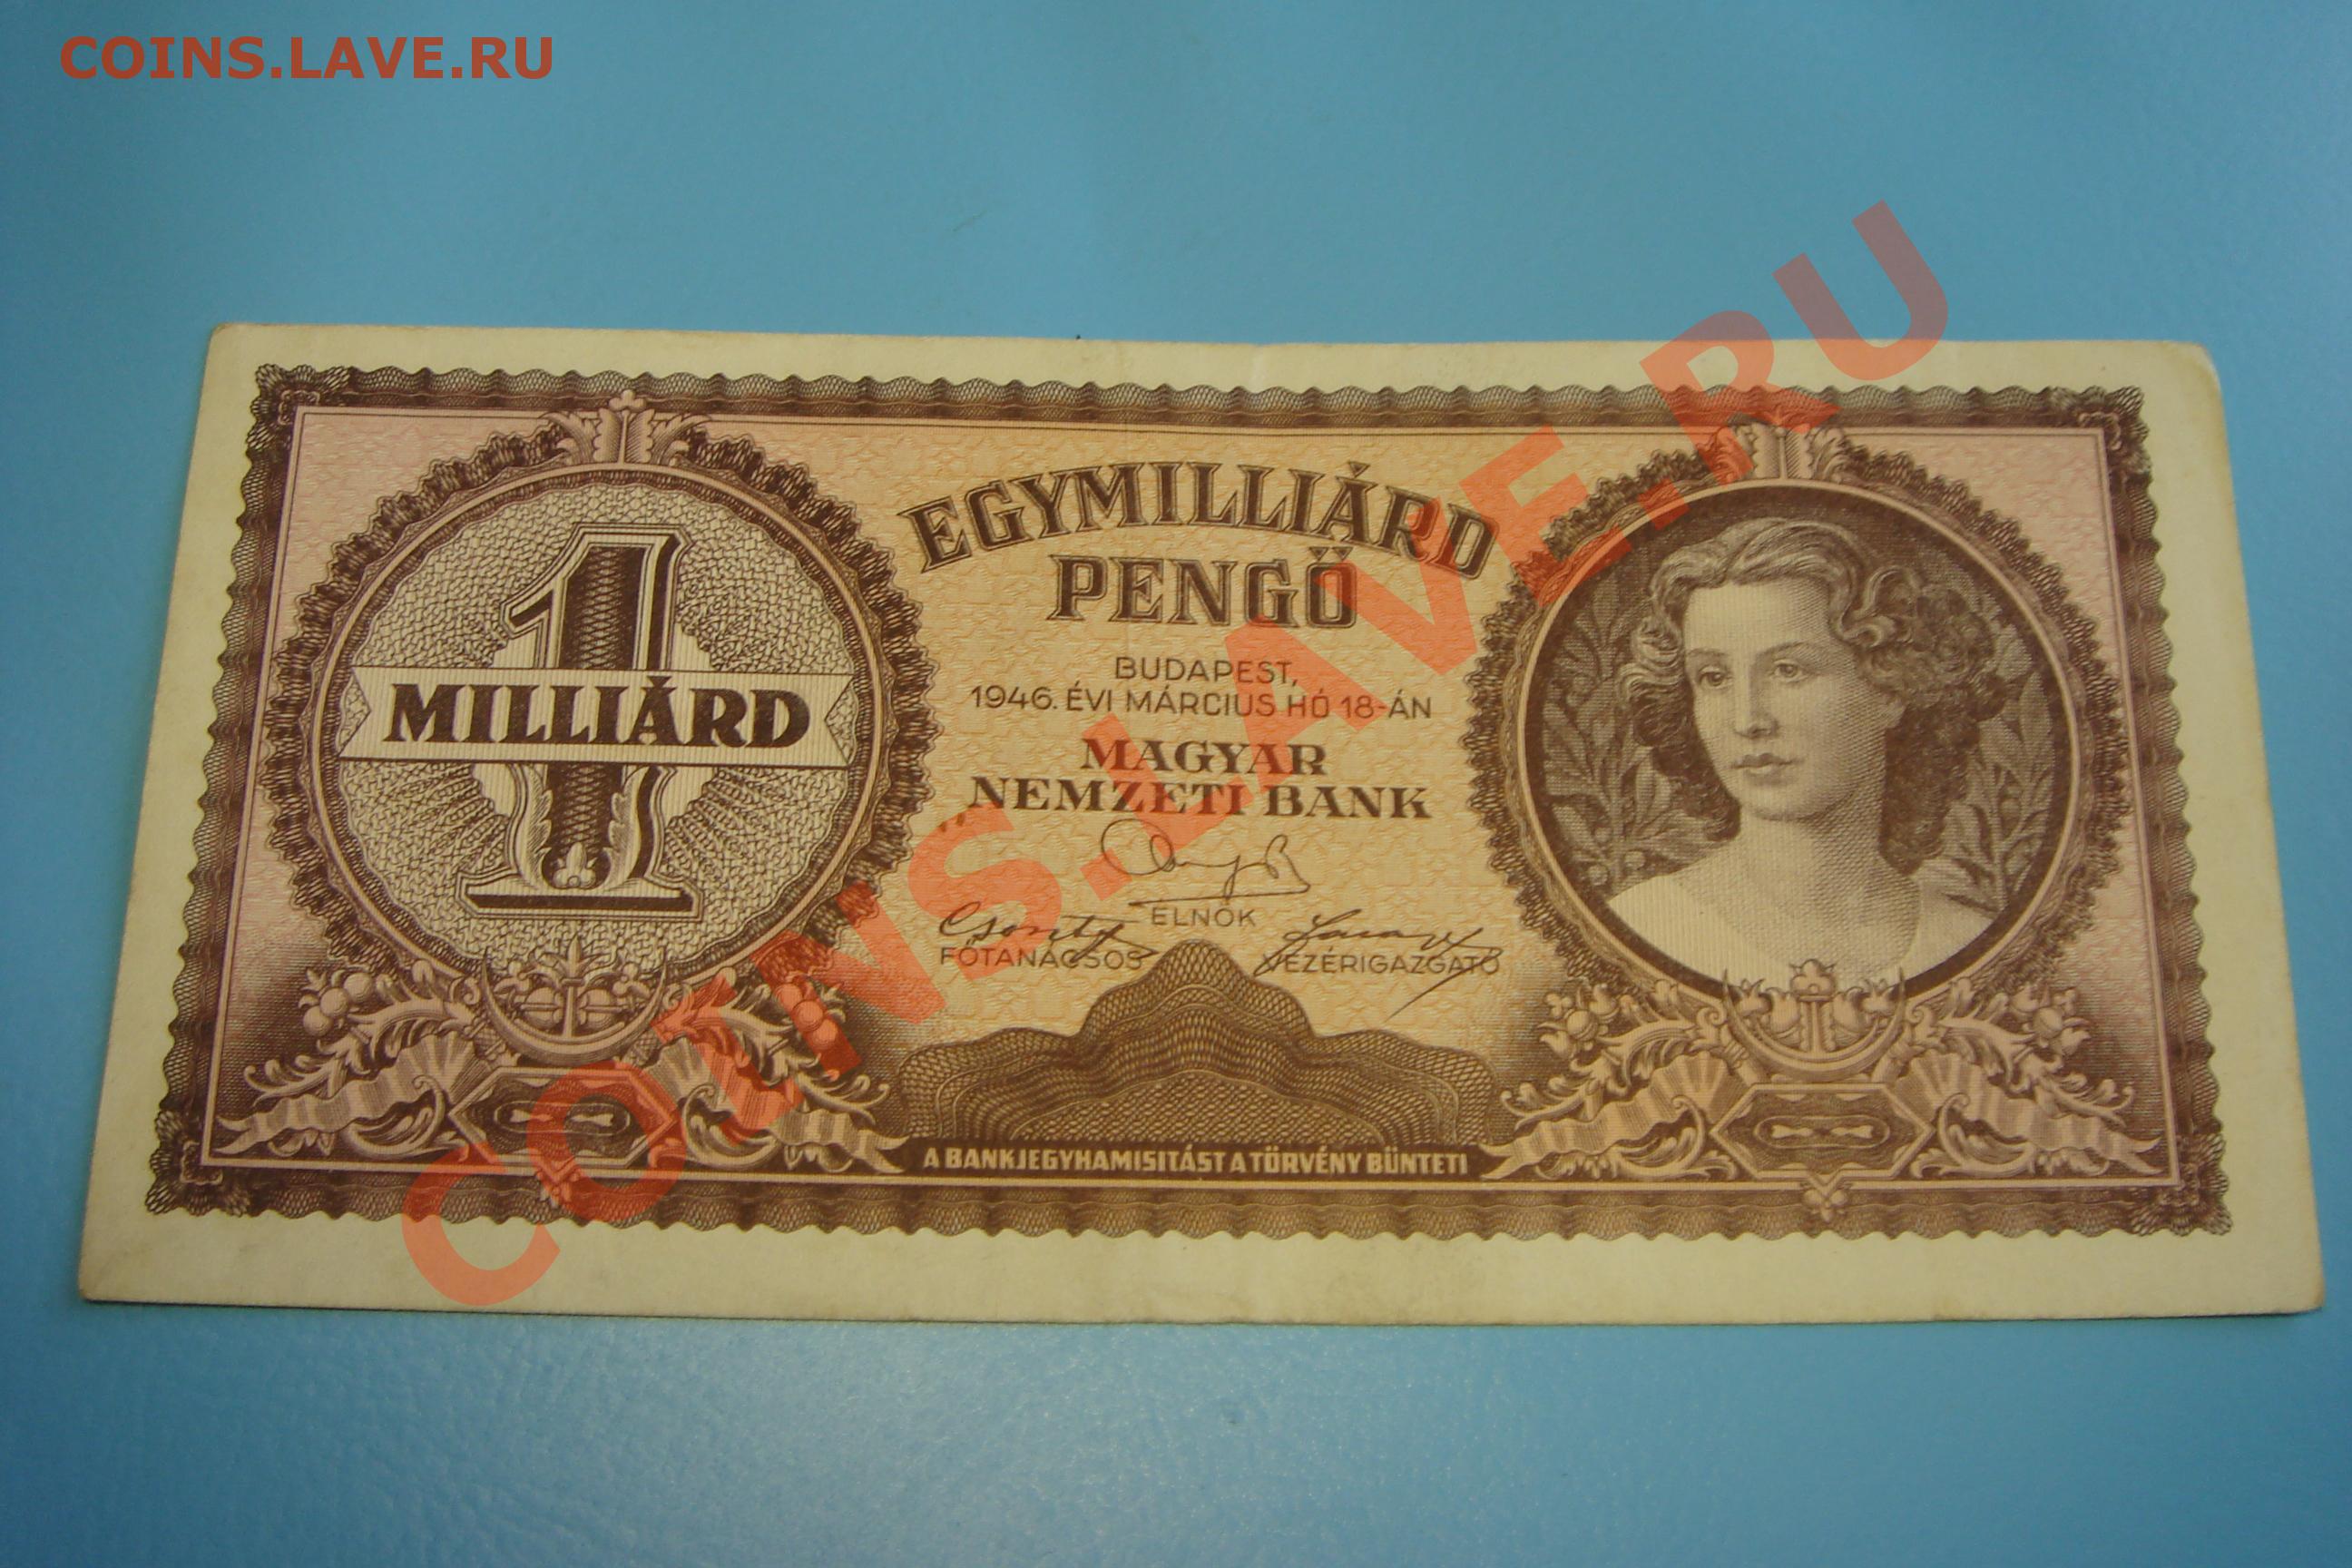 COINS.LAVE.RU
EGYMILLIÁRD
PENGÖ
1
MILLIÁRD
BUDAPEST,
1946. ÉVI MÁRCIUS HÓ 18-ÁN
MAGYAR
NEMZETI BANK
ELNÖK
FŐTANÁCSOS VEZÉRIGAZGATÓ
A BANKJEGYHAMISITÁST A TÖRVÉNY BÜNTETI
COINS.LAVE.RU